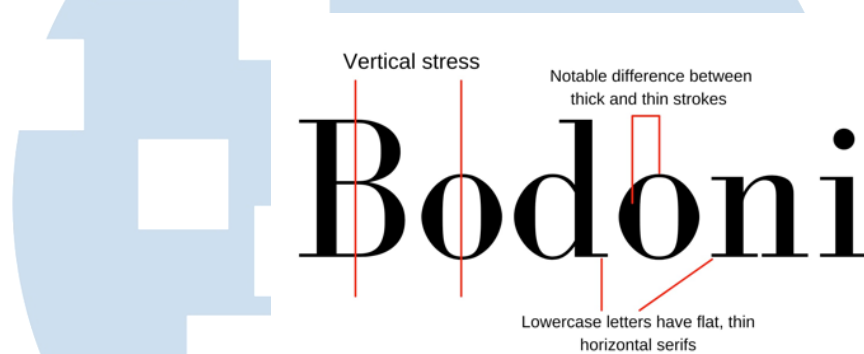 Vertical stress
Notable difference between
thick and thin strokes
Bodoni
Lowercase letters have flat, thin
horizontal serifs